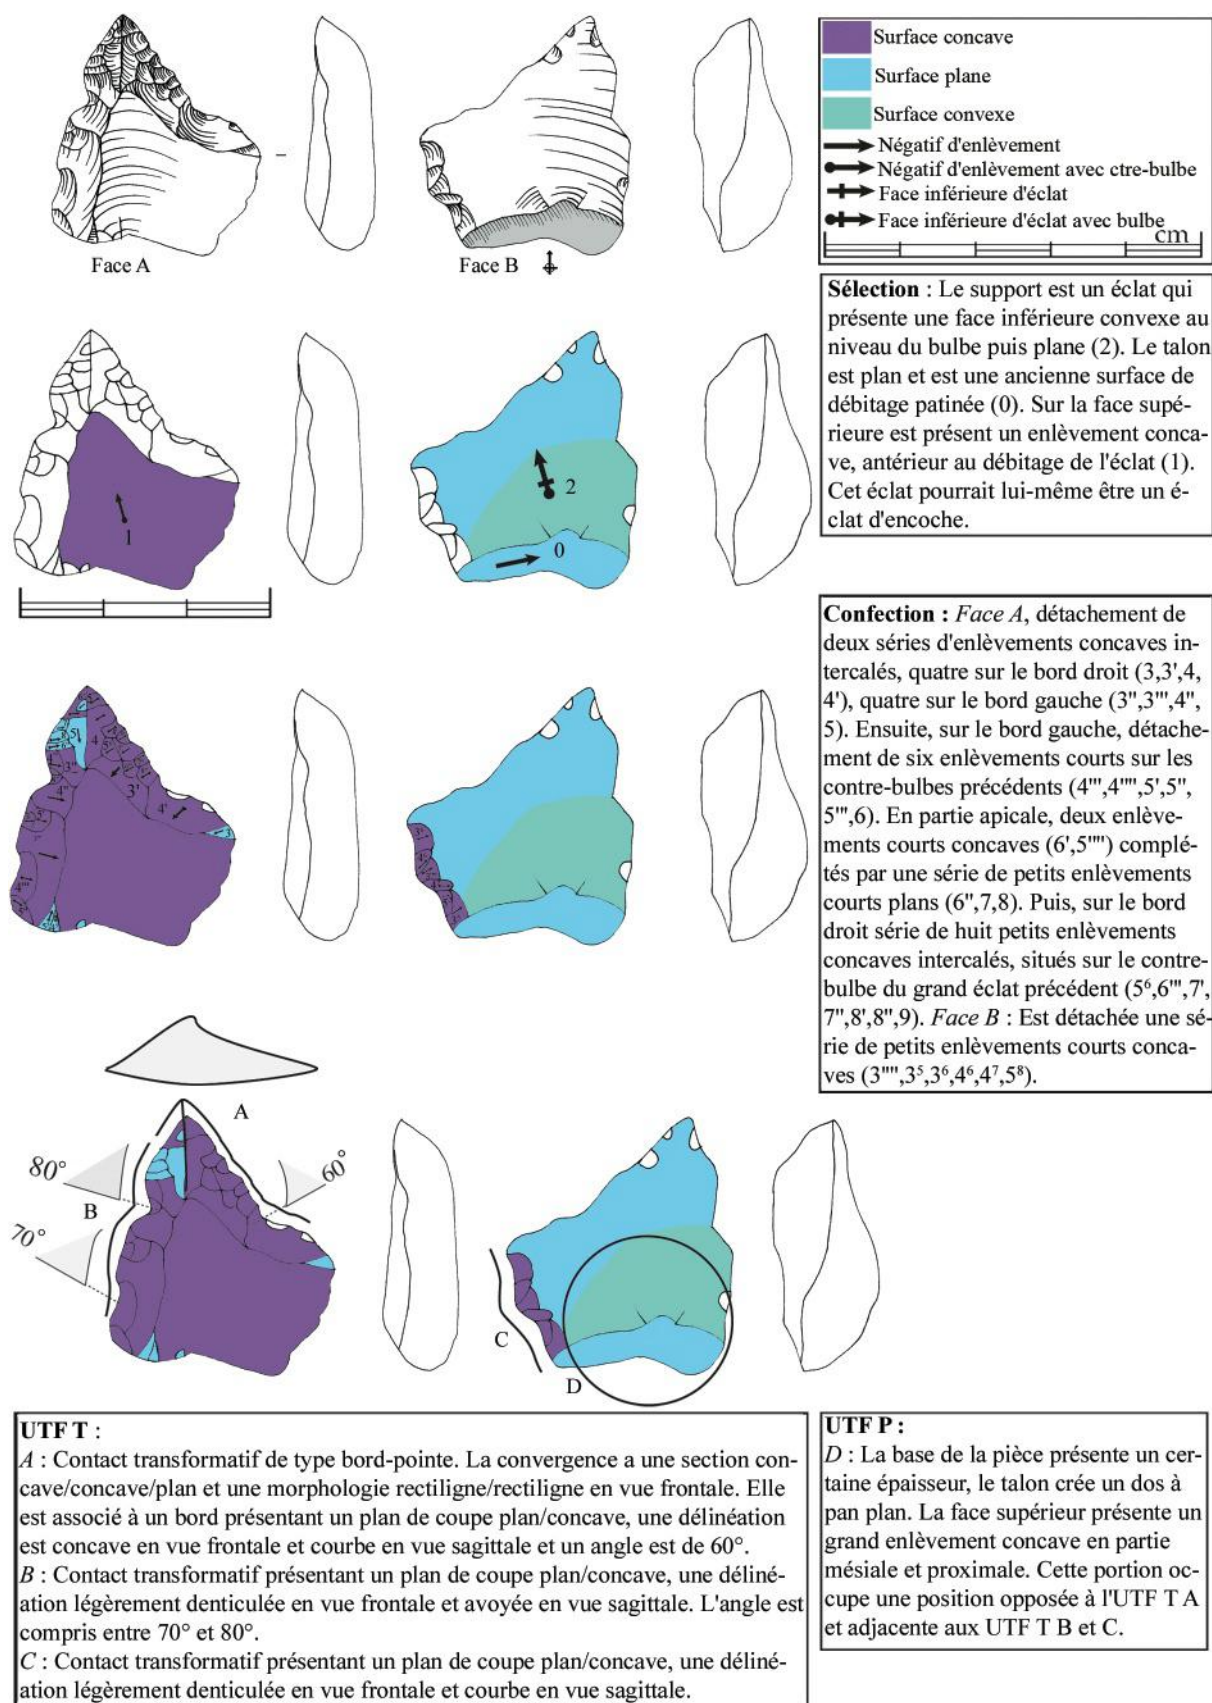 Surface concave
Surface plane
Surface convexe
Négatif d'enlèvement
Négatif d'enlèvement avec ctre-bulbe
Face inférieure d'éclat
Face inférieure d'éclat avec bulbe
cm
Face A
Face B
Sélection : Le support est un éclat qui
présente une face inférieure convexe au
niveau du bulbe puis plane (2). Le talon
est plan et est une ancienne surface de
débitage patinée (0). Sur la face supé-
rieure est présent un enlèvement conca-
ve, antérieur au débitage de l'éclat (1).
Cet éclat pourrait lui-même être un é-
clat d'encoche.
1
2
0
Confection : Face A, détachement de
deux séries d'enlèvements concaves in-
tercalés, quatre sur le bord droit (3,3',4,
4'), quatre sur le bord gauche (3",3''',4",
5). Ensuite, sur le bord gauche, détache-
ment de six enlèvements courts sur les
contre-bulbes précédents (4''',4'''',5',5",
5''',6). En partie apicale, deux enlève-
ments courts concaves (6',5'''') complé-
tés par une série de petits enlèvements
courts plans (6",7,8). Puis, sur le bord
droit série de huit petits enlèvements
concaves intercalés, situés sur le contre-
bulbe du grand éclat précédent (5⁶,6''',7',
7",8',8",9). Face B : Est détachée une sé-
rie de petits enlèvements courts conca-
ves (3'''',3⁵,3⁶,4⁶,4⁷,5⁸).
4
3"
3'
4"
4'
3
4'''
A
80°
60°
B
70°
C
D
UTF T :
A : Contact transformatif de type bord-pointe. La convergence a une section con-
cave/concave/plan et une morphologie rectiligne/rectiligne en vue frontale. Elle
est associé à un bord présentant un plan de coupe plan/concave, une délinéation
est concave en vue frontale et courbe en vue sagittale et un angle est de 60°.
B : Contact transformatif présentant un plan de coupe plan/concave, une déliné-
ation légèrement denticulée en vue frontale et avoyée en vue sagittale. L'angle est
compris entre 70° et 80°.
C : Contact transformatif présentant un plan de coupe plan/concave, une déliné-
ation légèrement denticulée en vue frontale et courbe en vue sagittale.
UTF P :
D : La base de la pièce présente un cer-
taine épaisseur, le talon crée un dos à
pan plan. La face supérieur présente un
grand enlèvement concave en partie
mésiale et proximale. Cette portion oc-
cupe une position opposée à l'UTF T A
et adjacente aux UTF T B et C.